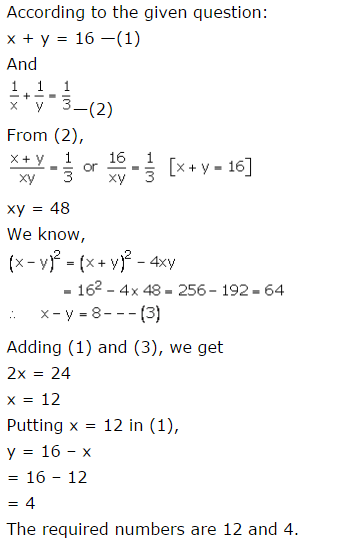 According to the given question:
x + y = 16 —(1)
And
1/x + 1/y = 1/3 —(2)
From (2),
(x + y)/xy = 1/3 or 16/xy = 1/3 [x + y = 16]
xy = 48
We know,
(x - y)² = (x + y)² - 4xy
= 16² - 4 x 48 = 256 - 192 = 64
∴ x - y = 8 - - - (3)
Adding (1) and (3), we get
2x = 24
x = 12
Putting x = 12 in (1),
y = 16 - x
= 16 - 12
= 4
The required numbers are 12 and 4.